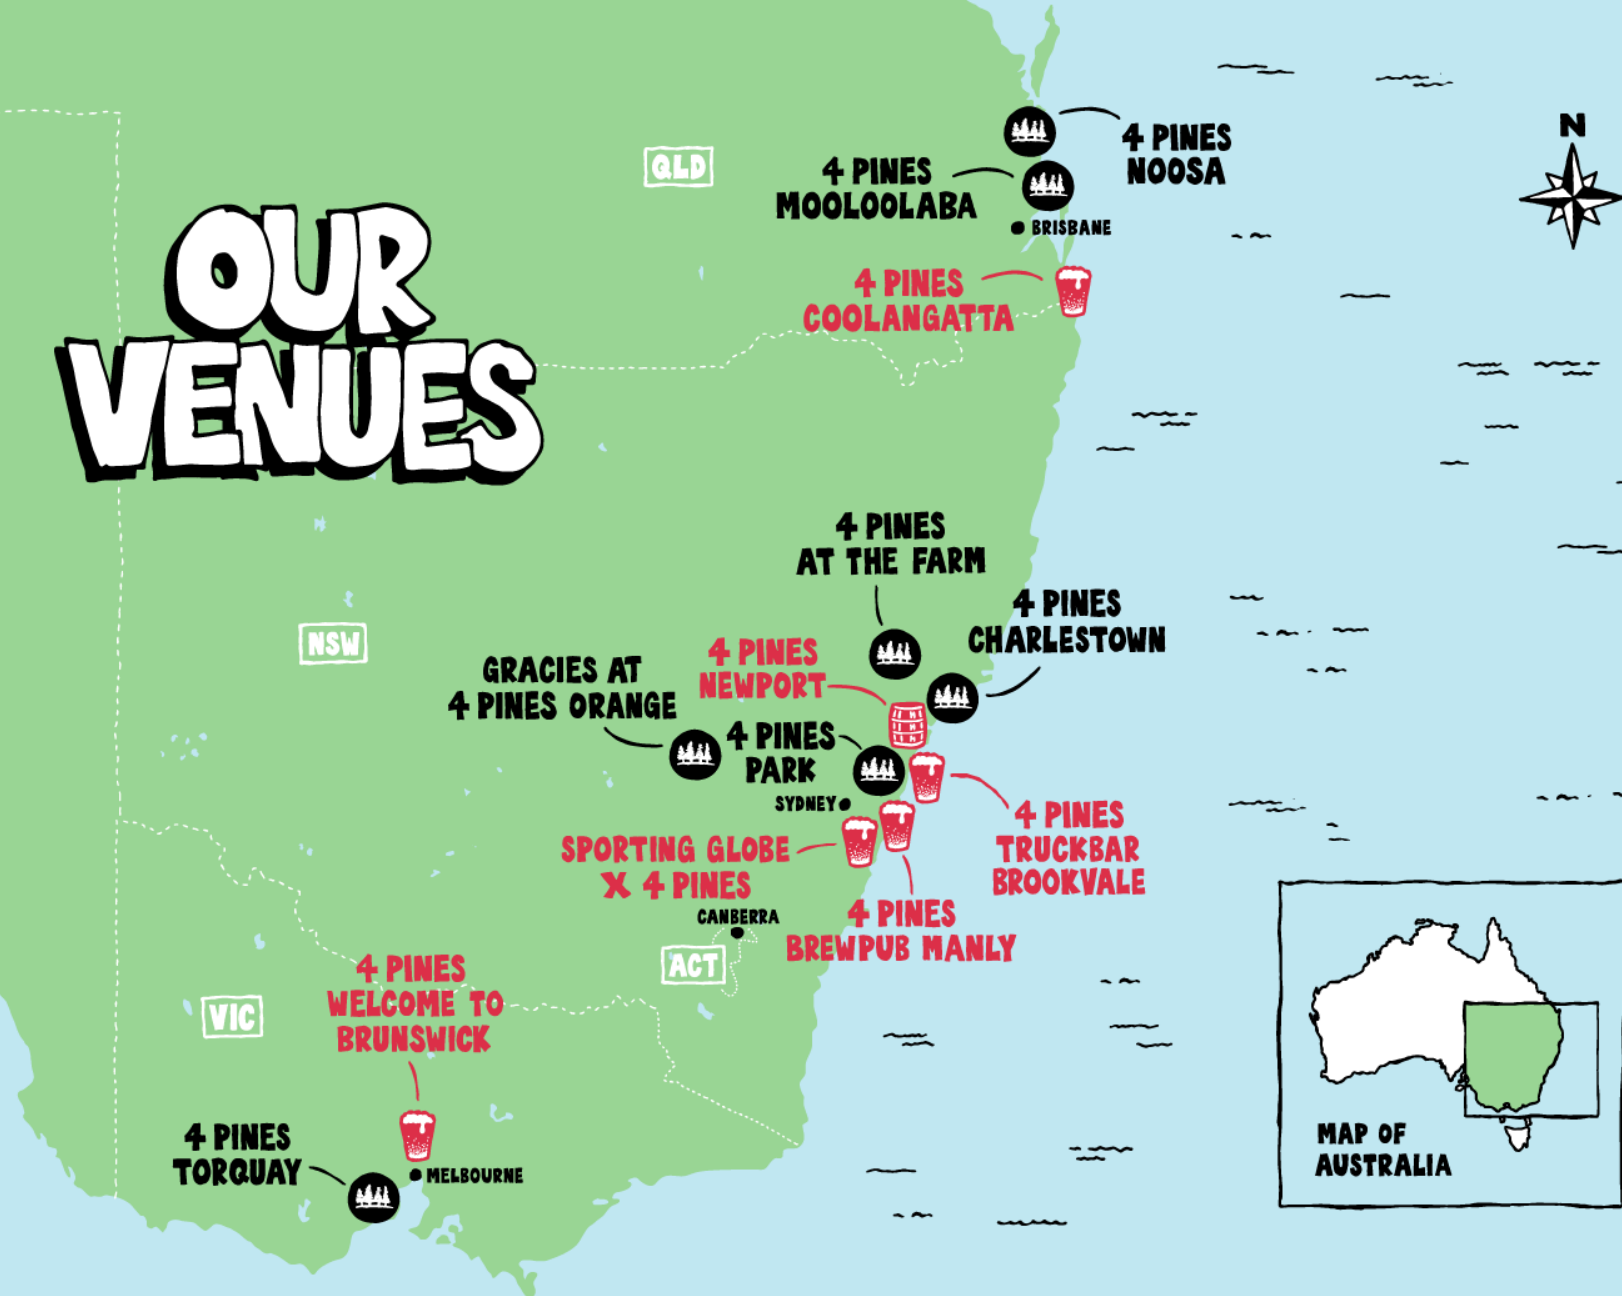 OUR
VENUES
N
QLD
4 PINES
NOOSA
4 PINES
MOOLOOLABA
BRISBANE
4 PINES
COOLANGATTA
4 PINES
AT THE FARM
4 PINES
CHARLESTOWN
NSW
4 PINES
NEWPORT
GRACIES AT
4 PINES ORANGE
4 PINES
PARK
SYDNEY
4 PINES
TRUCKBAR
BROOKVALE
SPORTING GLOBE
X 4 PINES
4 PINES
BREWPUB MANLY
CANBERRA
ACT
VIC
4 PINES
WELCOME TO
BRUNSWICK
4 PINES
TORQUAY
MELBOURNE
MAP OF
AUSTRALIA